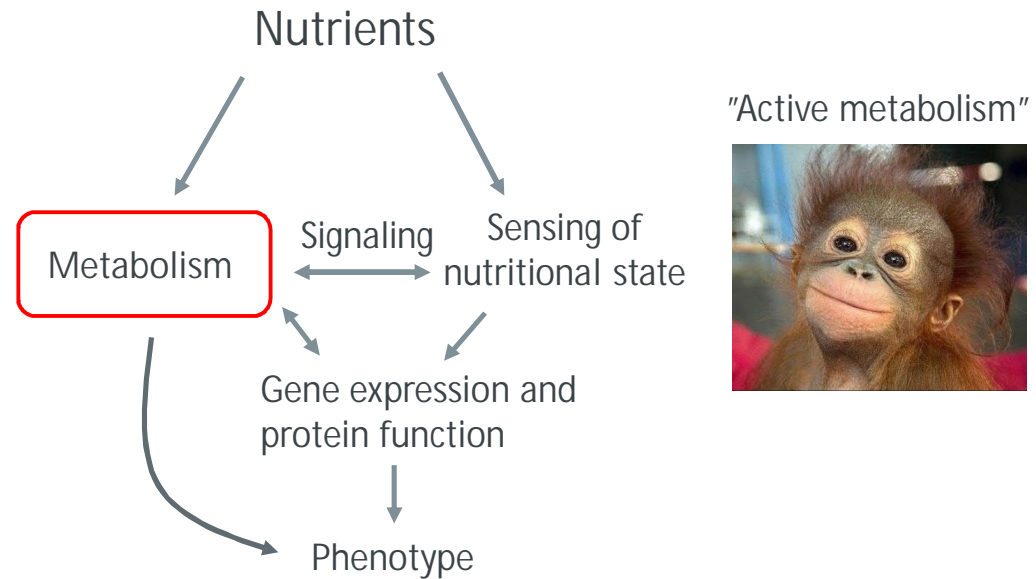 Nutrients
"Active metabolism"
Metabolism
Signaling
Sensing of
nutritional state
Gene expression and
protein function
Phenotype